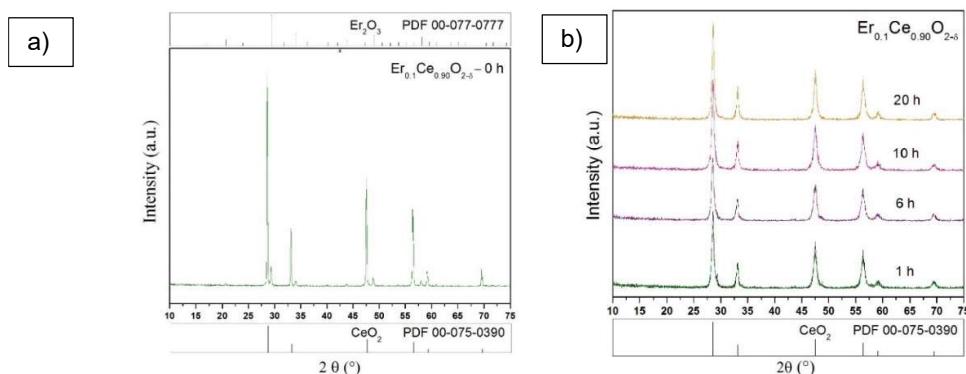 a)
Er₂O₃ PDF 00-077-0777
Er₀.₁Ce₀.₉₀O₂₋δ – 0 h
Intensity (a.u.)
10 15 20 25 30 35 40 45 50 55 60 65 70 75
CeO₂ PDF 00-075-0390
2 θ (°)
b)
Er₀.₁Ce₀.₉₀O₂₋δ
20 h
10 h
6 h
1 h
Intensity (a.u.)
10 15 20 25 30 35 40 45 50 55 60 65 70 75
CeO₂ PDF 00-075-0390
2θ (°)